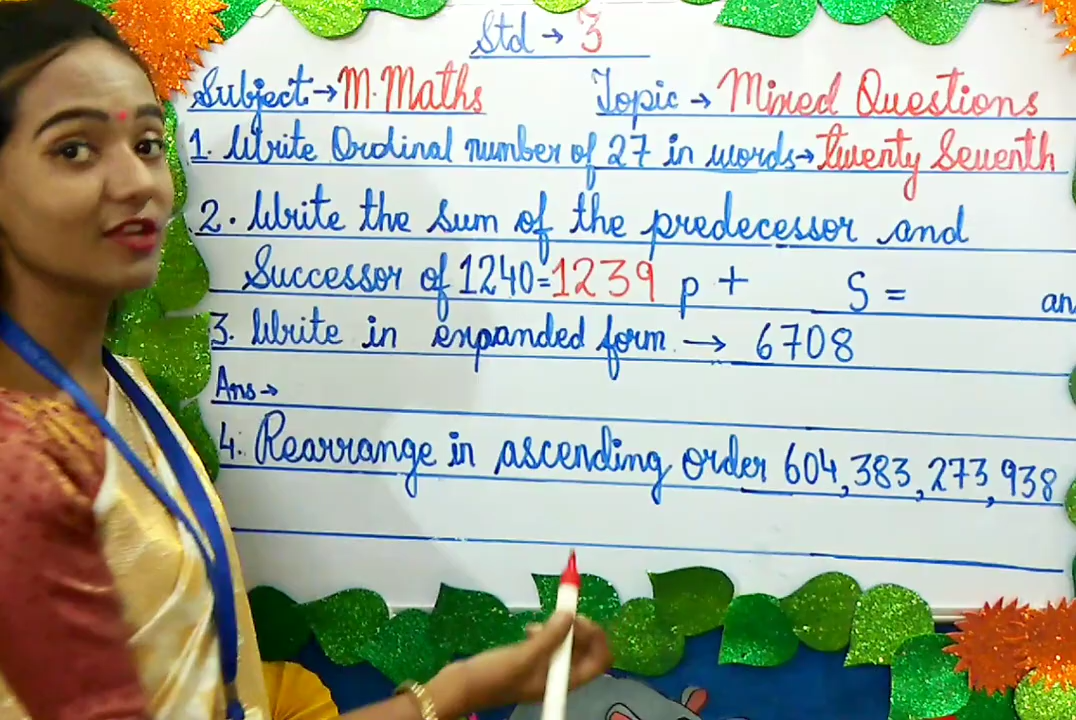 Std → 3
Subject → M. Maths Topic → Mixed Questions
1. Write Ordinal number of 27 in words → Twenty Seventh
2. Write the sum of the predecessor and
Successor of 1240 = 1239 p + S = an
3. Write in expanded form → 6708
Ans →
4. Rearrange in ascending order 604, 383, 273, 938